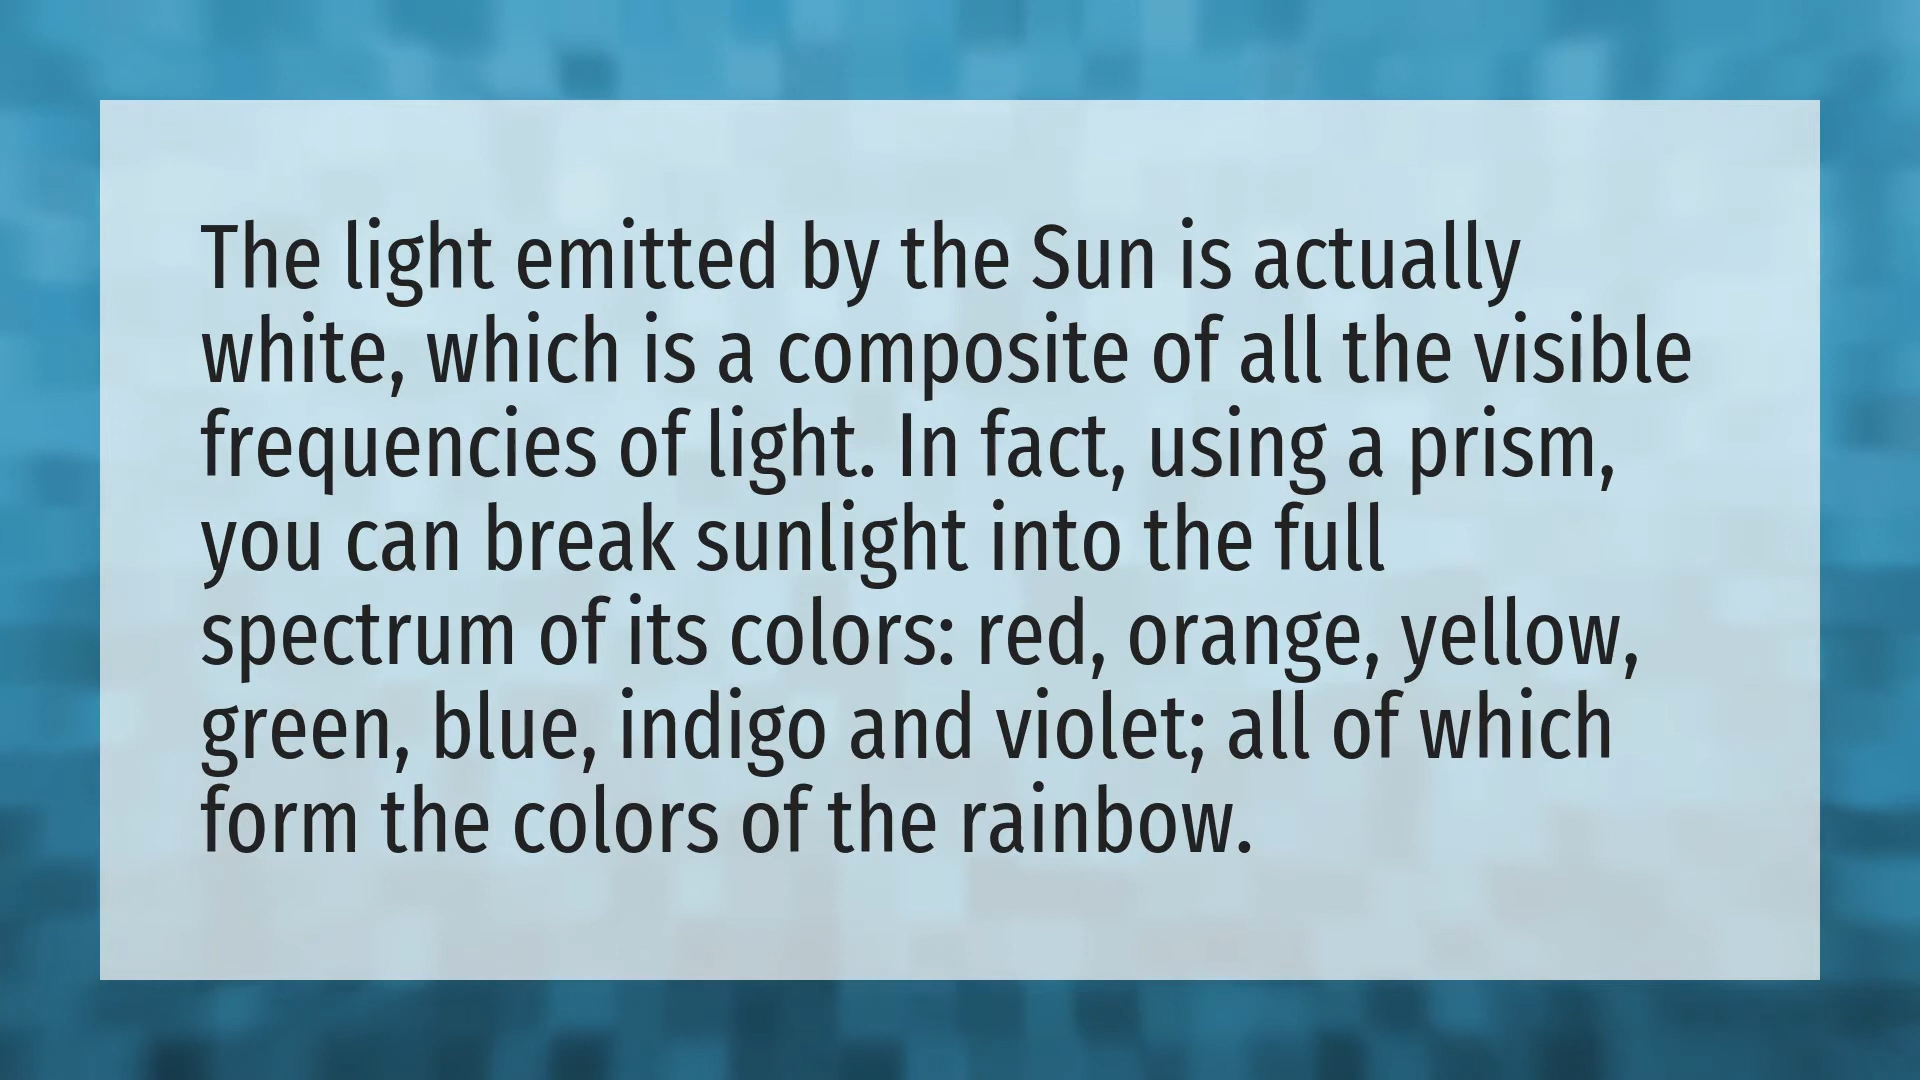 The light emitted by the Sun is actually
white, which is a composite of all the visible
frequencies of light. In fact, using a prism,
you can break sunlight into the full
spectrum of its colors: red, orange, yellow,
green, blue, indigo and violet; all of which
form the colors of the rainbow.